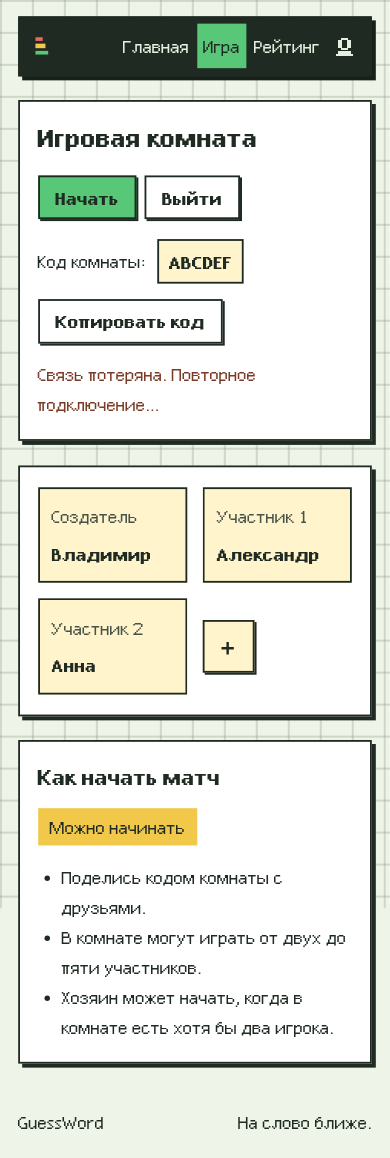 Главная Игра Рейтинг
Игровая комната
Начать Выйти
Код комнаты: ABCDEF
Копировать код
Связь потеряна. Повторное
подключение...
Создатель
Владимир
Участник 1
Александр
Участник 2
Анна
+
Как начать матч
Можно начинать
• Поделись кодом комнаты с
друзьями.
• В комнате могут играть от двух до
пяти участников.
• Хозяин может начать, когда в
комнате есть хотя бы два игрока.
GuessWord На слово ближе.